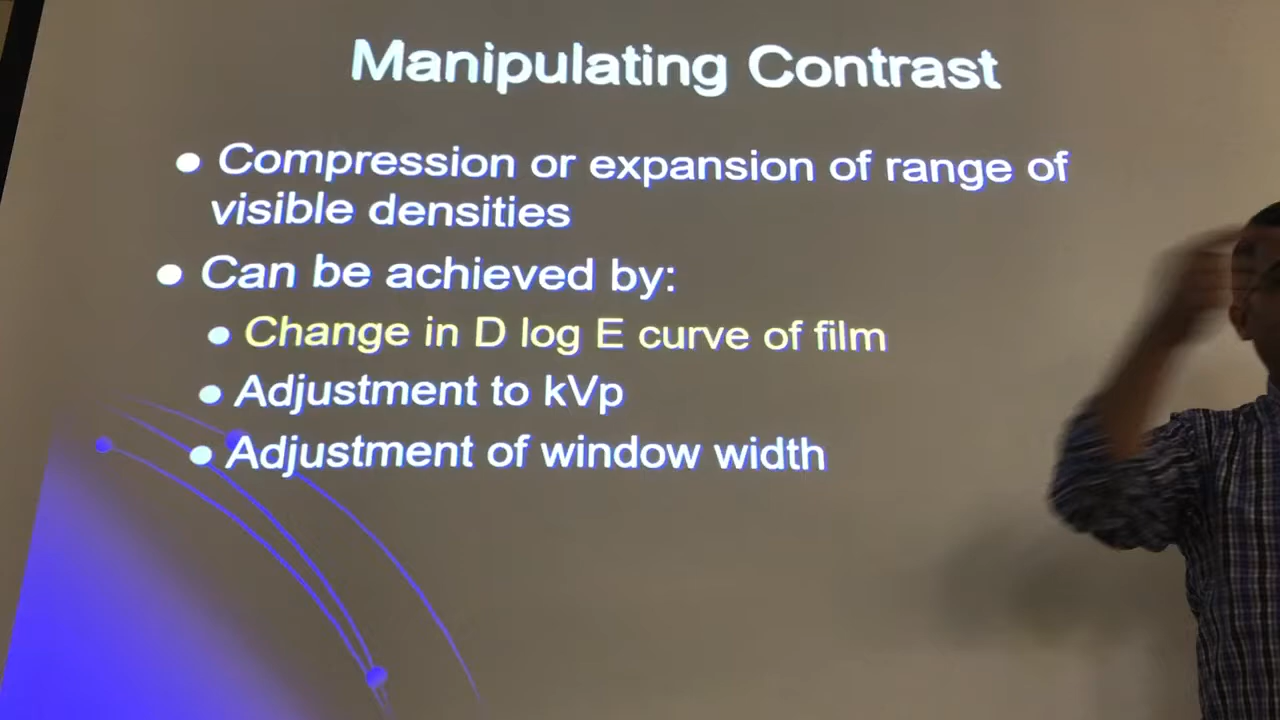 Manipulating Contrast
Compression or expansion of range of
visible densities
Can be achieved by:
Change in D log E curve of film
Adjustment to kVp
Adjustment of window width